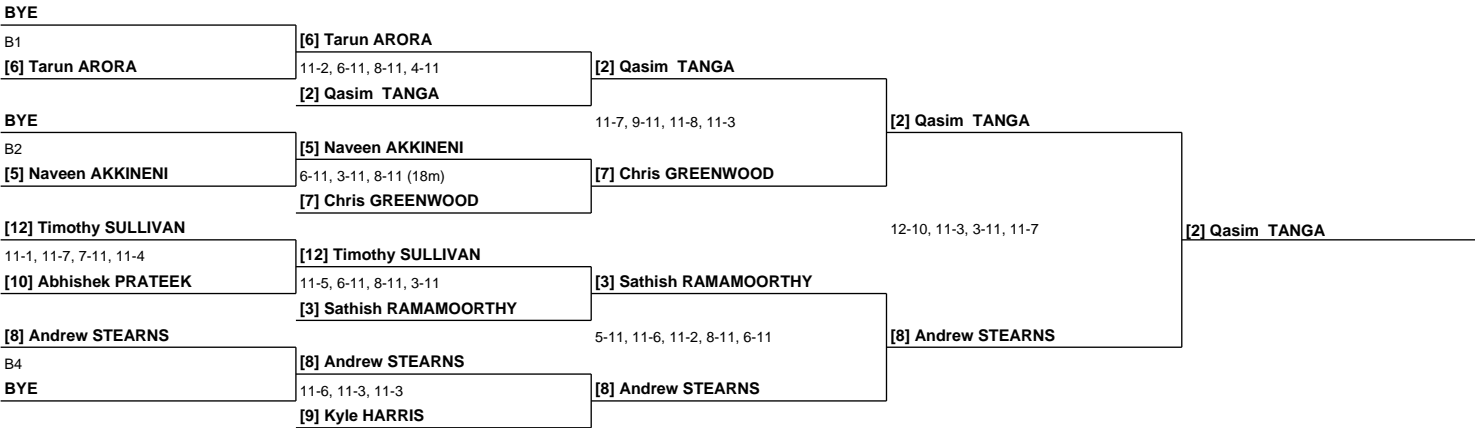 BYE
B1
[6] Tarun ARORA
[6] Tarun ARORA
11-2, 6-11, 8-11, 4-11
[2] Qasim TANGA
[2] Qasim TANGA
BYE
B2
[5] Naveen AKKINENI
[5] Naveen AKKINENI
6-11, 3-11, 8-11 (18m)
[7] Chris GREENWOOD
11-7, 9-11, 11-8, 11-3
[7] Chris GREENWOOD
[2] Qasim TANGA
[12] Timothy SULLIVAN
11-1, 11-7, 7-11, 11-4
[10] Abhishek PRATEEK
[12] Timothy SULLIVAN
11-5, 6-11, 8-11, 3-11
[3] Sathish RAMAMOORTHY
[3] Sathish RAMAMOORTHY
12-10, 11-3, 3-11, 11-7
[2] Qasim TANGA
[8] Andrew STEARNS
B4
BYE
[8] Andrew STEARNS
11-6, 11-3, 11-3
[9] Kyle HARRIS
5-11, 11-6, 11-2, 8-11, 6-11
[8] Andrew STEARNS
[8] Andrew STEARNS